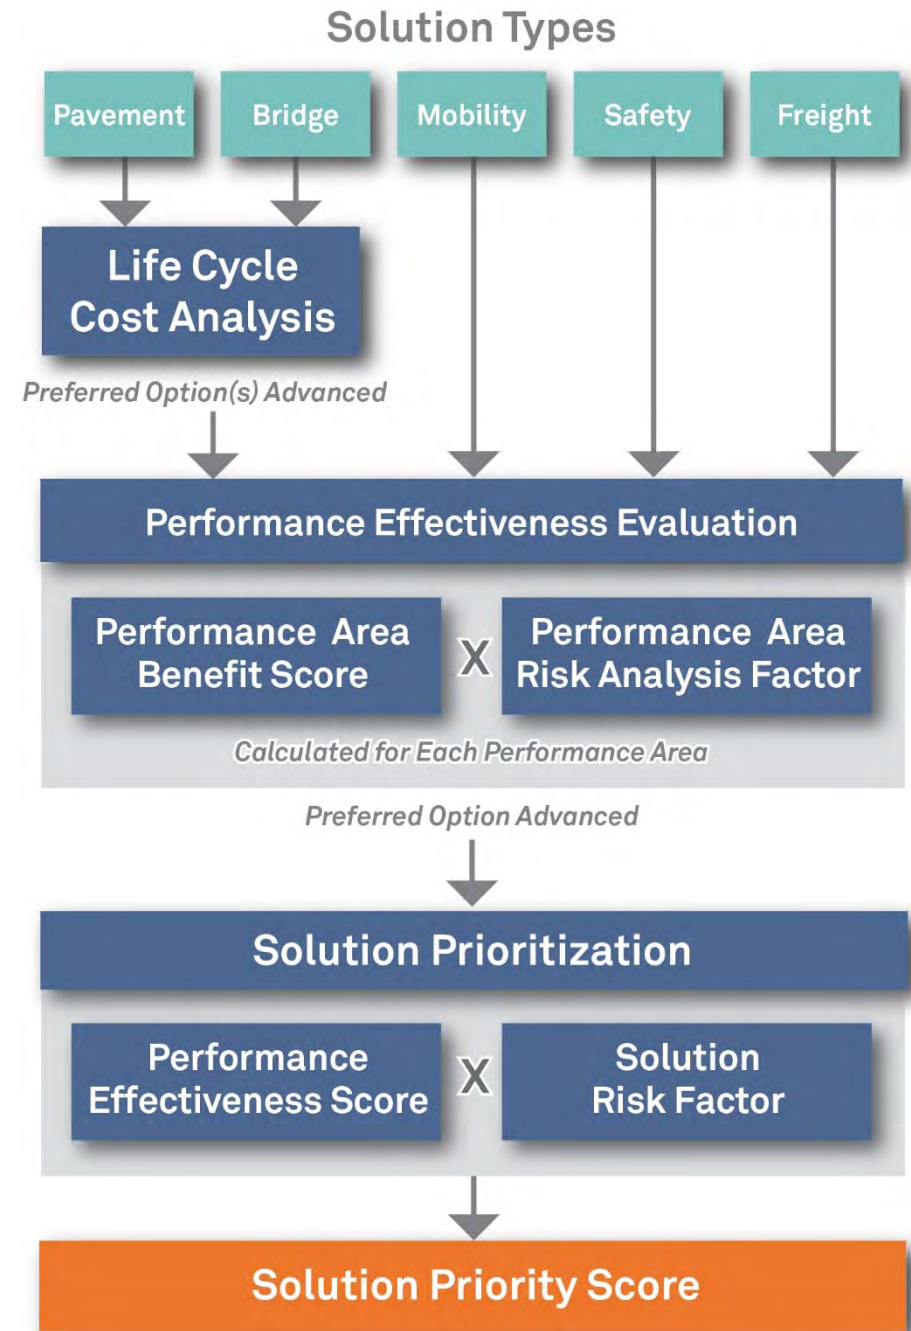 Solution Types
Pavement
Bridge
Mobility
Safety
Freight
Life Cycle
Cost Analysis
Preferred Option(s) Advanced
Performance Effectiveness Evaluation
Performance Area
Benefit Score
X
Performance Area
Risk Analysis Factor
Calculated for Each Performance Area
Preferred Option Advanced
Solution Prioritization
Performance
Effectiveness Score
X
Solution
Risk Factor
Solution Priority Score